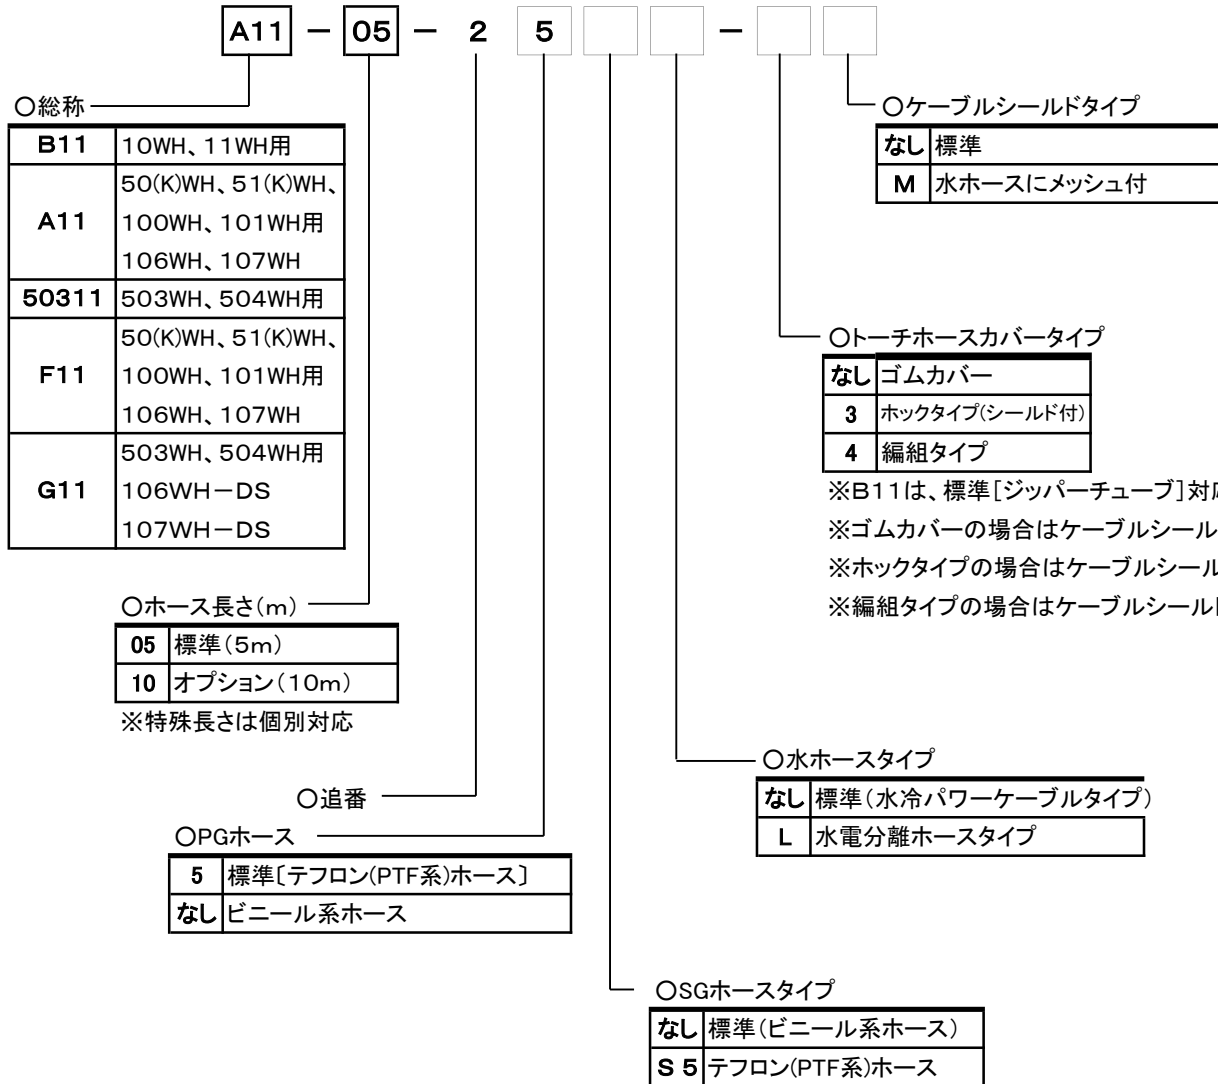 A11 － 05 － 2 5 －
○総称
B11 10WH、11WH用
A11 50(K)WH、51(K)WH、
100WH、101WH用
106WH、107WH
50311 503WH、504WH用
F11 50(K)WH、51(K)WH、
100WH、101WH用
106WH、107WH
G11 503WH、504WH用
106WH－DS
107WH－DS
○ケーブルシールドタイプ
なし 標準
M 水ホースにメッシュ付
○トーチホースカバータイプ
なし ゴムカバー
3 ホックタイプ(シールド付)
4 編組タイプ
※B11は、標準[ジッパーチューブ]対
※ゴムカバーの場合はケーブルシール
※ホックタイプの場合はケーブルシール
※編組タイプの場合はケーブルシール
○ホース長さ(m)
05 標準(5m)
10 オプション(10m)
※特殊長さは個別対応
○水ホースタイプ
なし 標準(水冷パワーケーブルタイプ)
L 水電分離ホースタイプ
○追番
○PGホース
5 標準〔テフロン(PTF系)ホース〕
なし ビニール系ホース
○SGホースタイプ
なし 標準(ビニール系ホース)
S 5 テフロン(PTF系)ホース